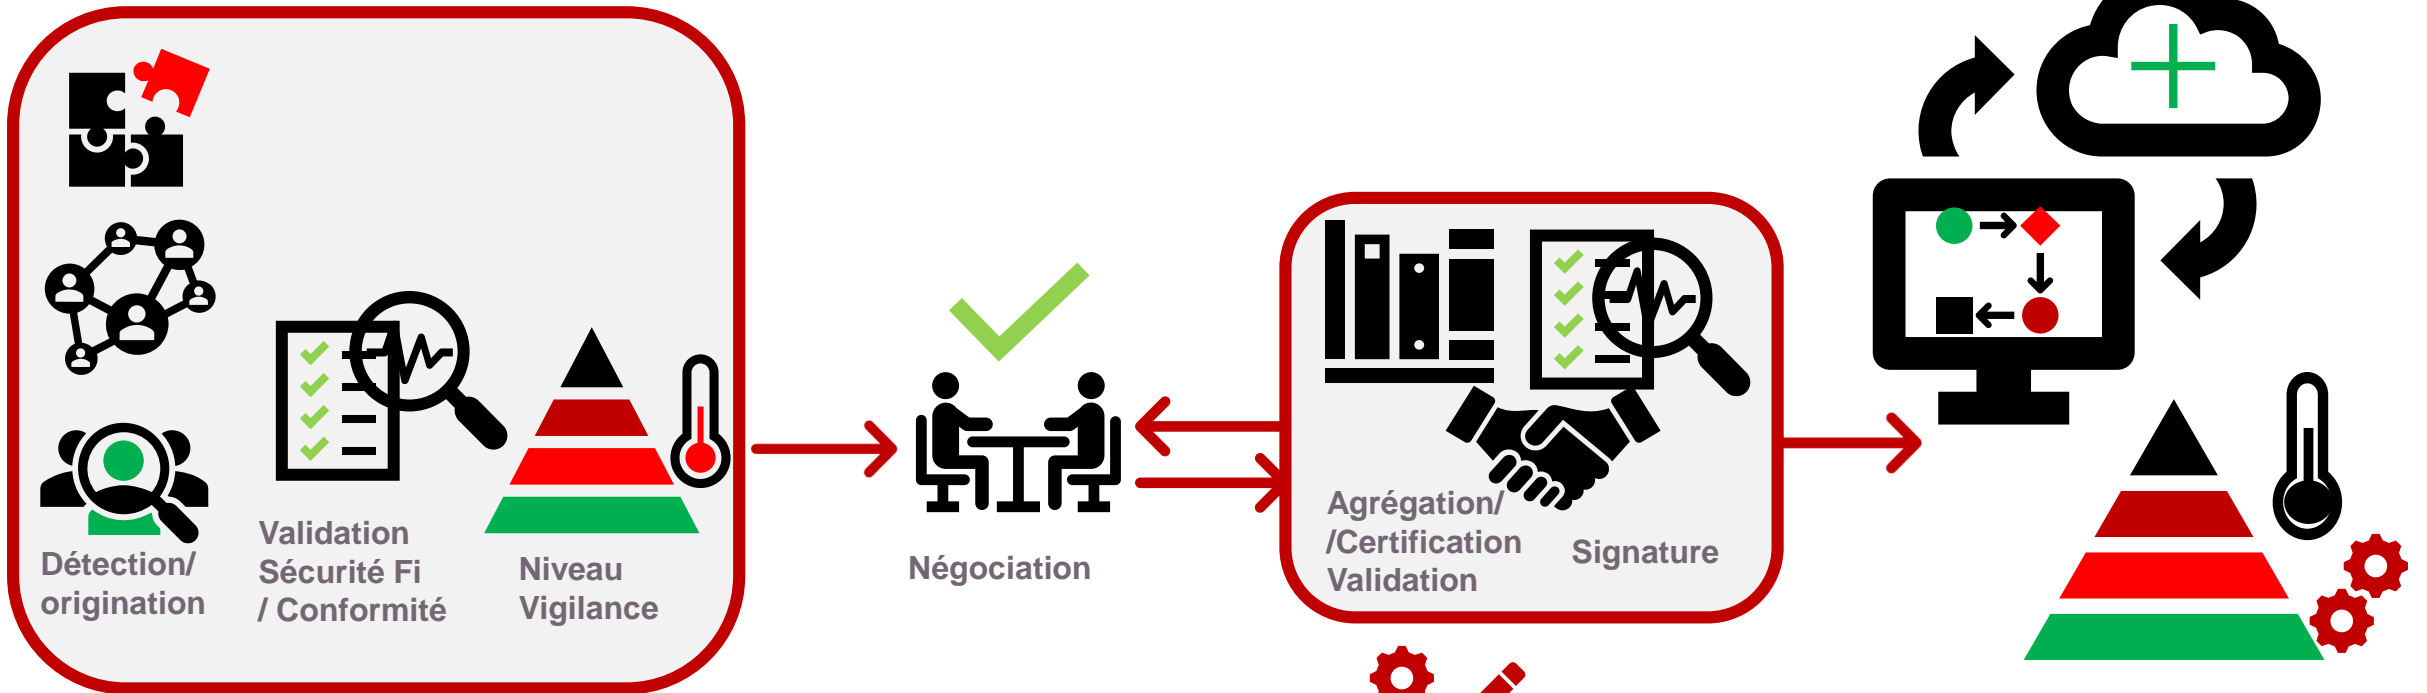 Détection/
origination
Validation
Sécurité Fi
/ Conformité
Niveau
Vigilance
Négociation
Agrégation/
/Certification
Validation
Signature